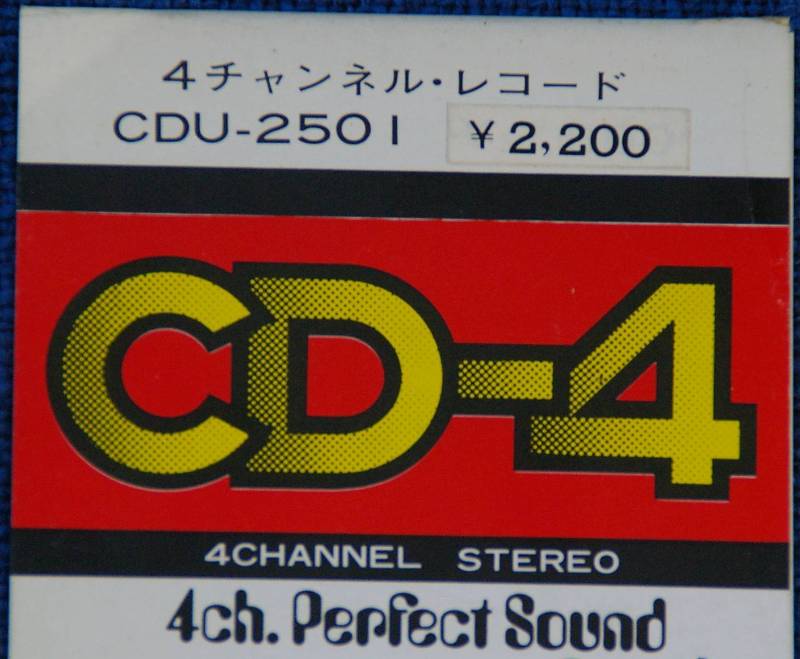 4チャンネル・レコード
CDU-2501 ¥2,200
CD-4
4CHANNEL STEREO
4ch. Perfect Sound